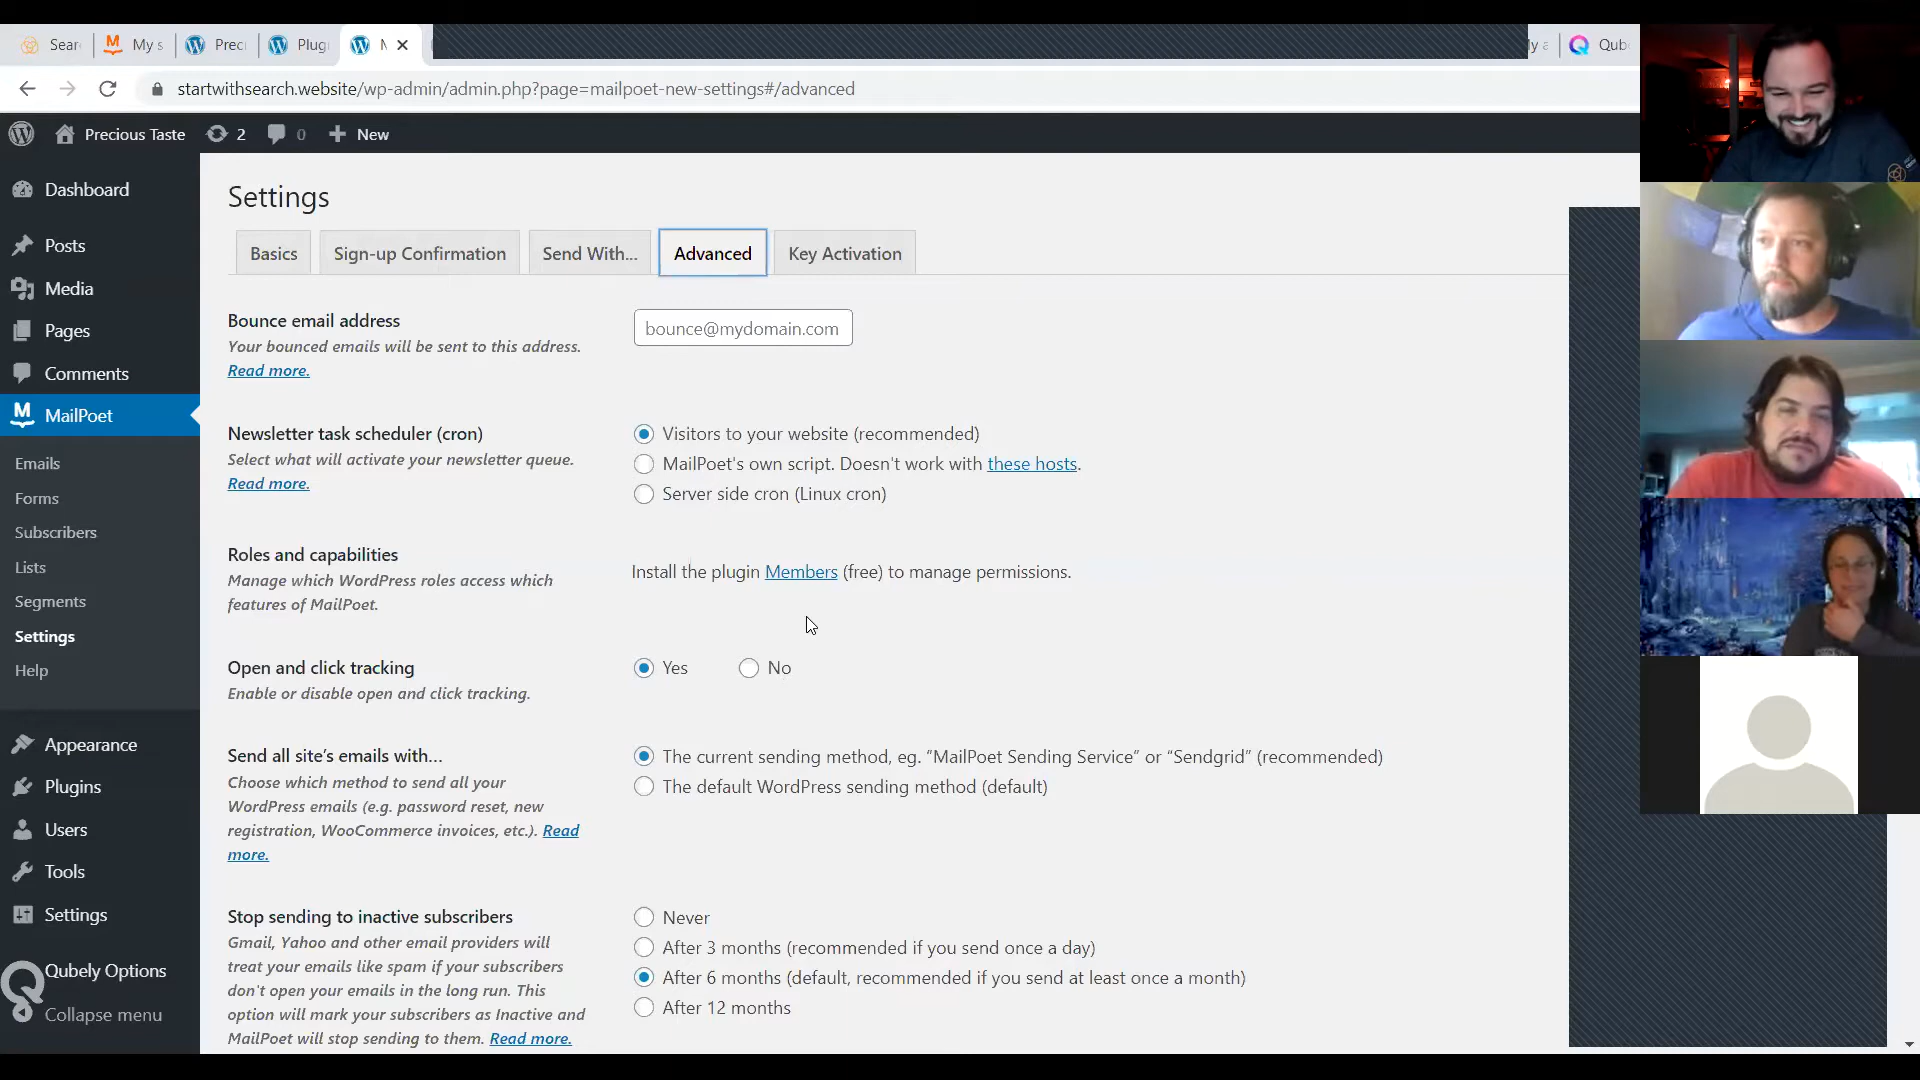 Sear
My s
Prec
Plugi
ly a
Qub
startwithsearch.website/wp-admin/admin.php?page=mailpoet-new-settings#/advanced
Precious Taste
2
0
New
Dashboard
Posts
Media
Pages
Comments
MailPoet
Emails
Forms
Subscribers
Lists
Segments
Settings
Help
Appearance
Plugins
Users
Tools
Settings
Qubely Options
Collapse menu
Settings
Basics
Sign-up Confirmation
Send With...
Advanced
Key Activation
Bounce email address
Your bounced emails will be sent to this address.
Read more.
bounce@mydomain.com
Newsletter task scheduler (cron)
Select what will activate your newsletter queue.
Read more.
Visitors to your website (recommended)
MailPoet's own script. Doesn't work with these hosts.
Server side cron (Linux cron)
Roles and capabilities
Manage which WordPress roles access which
features of MailPoet.
Install the plugin Members (free) to manage permissions.
Open and click tracking
Enable or disable open and click tracking.
Yes
No
Send all site's emails with…
Choose which method to send all your
WordPress emails (e.g. password reset, new
registration, WooCommerce invoices, etc.). Read
more.
The current sending method, eg. “MailPoet Sending Service” or “Sendgrid” (recommended)
The default WordPress sending method (default)
Stop sending to inactive subscribers
Gmail, Yahoo and other email providers will
treat your emails like spam if your subscribers
don't open your emails in the long run. This
option will mark your subscribers as Inactive and
MailPoet will stop sending to them. Read more.
Never
After 3 months (recommended if you send once a day)
After 6 months (default, recommended if you send at least once a month)
After 12 months